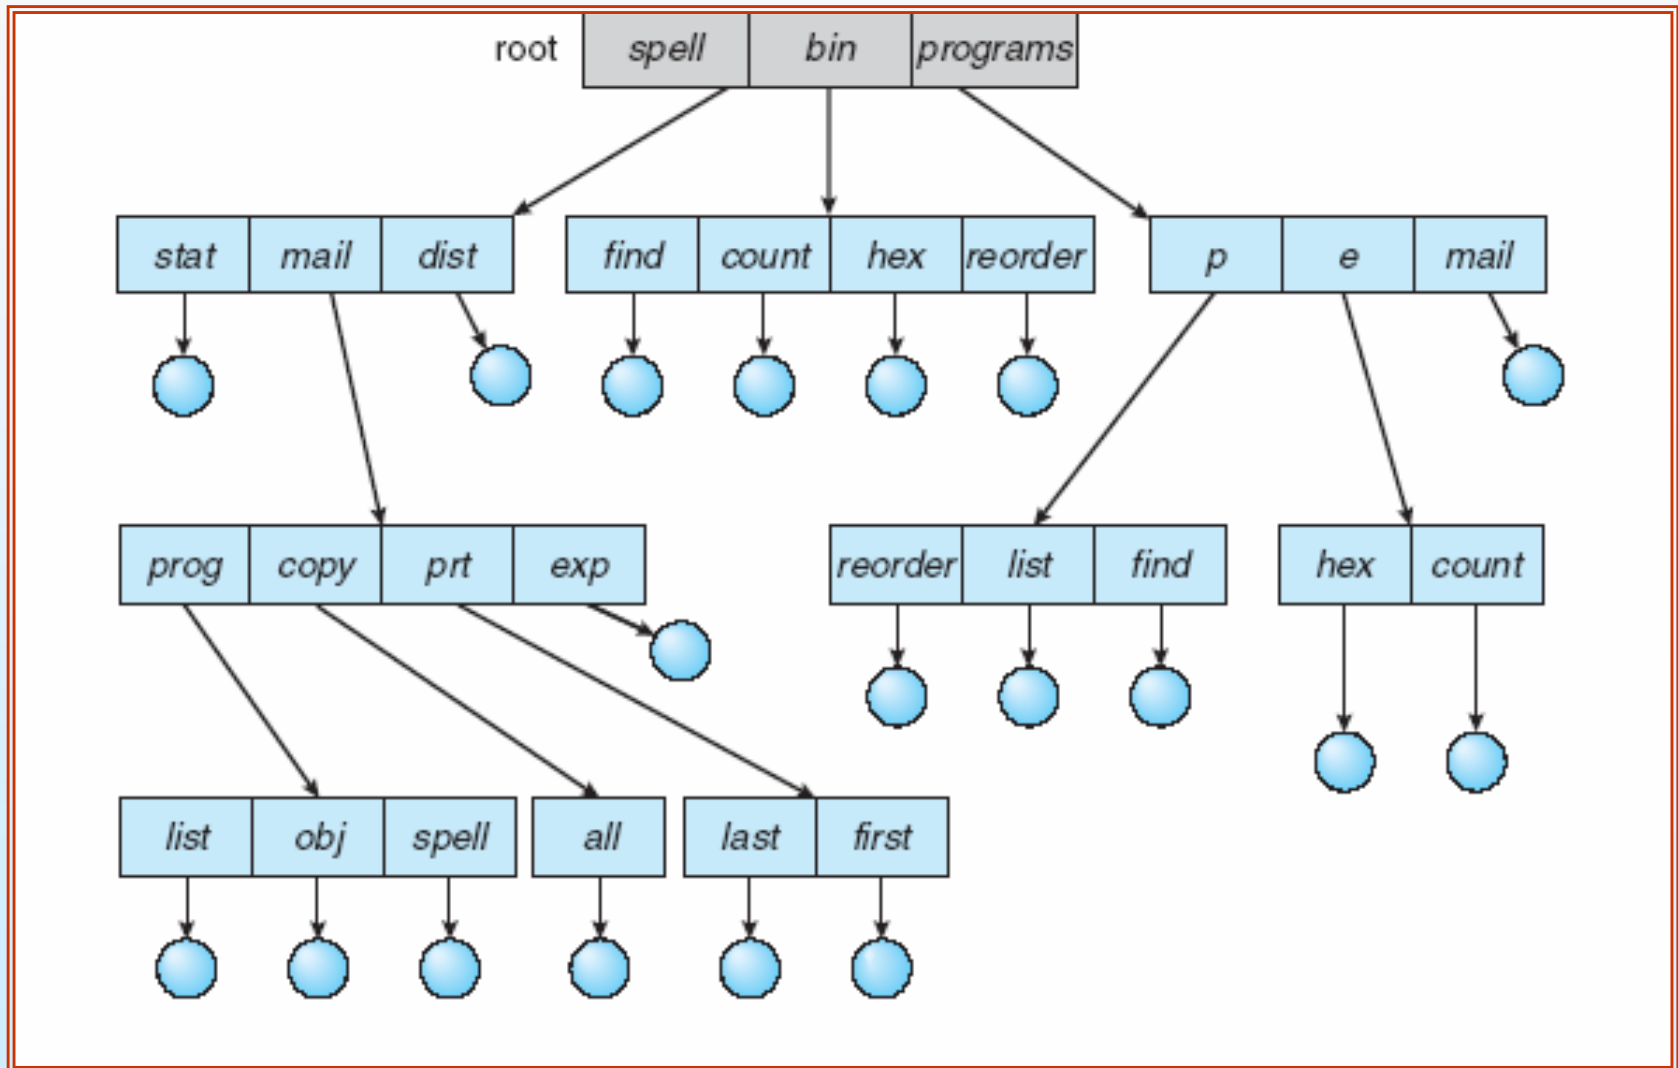 root spell bin programs
stat mail dist find count hex reorder p e mail
prog copy prt exp reorder list find hex count
list obj spell all last first